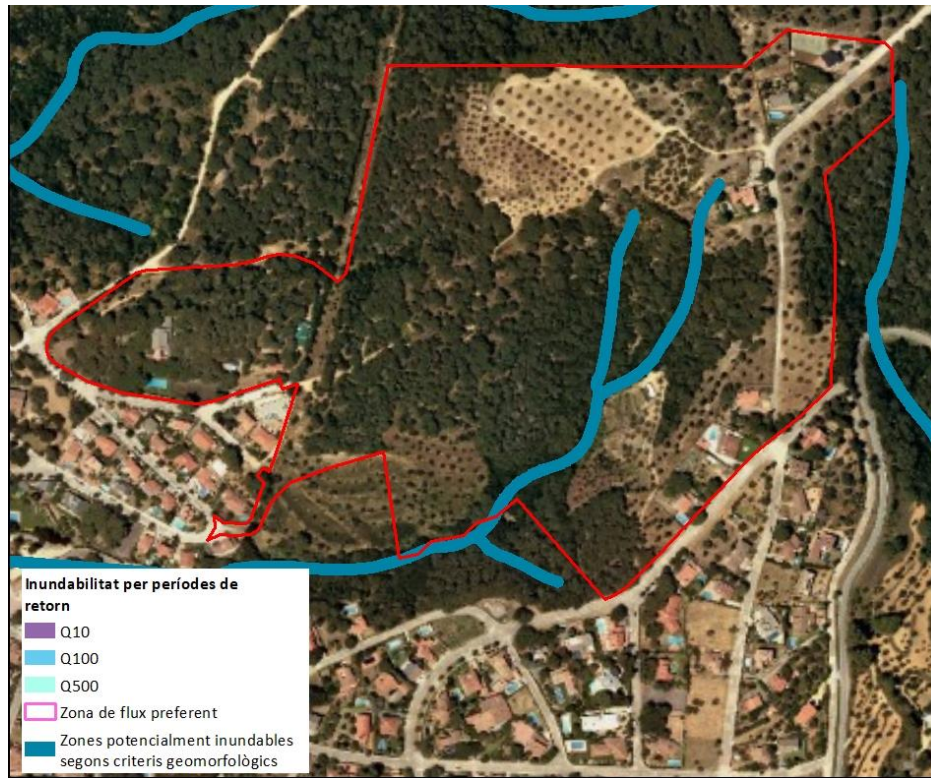 Inundabilitat per períodes de
retorn
Q10
Q100
Q500
Zona de flux preferent
Zones potencialment inundables
segons criteris geomorfològics